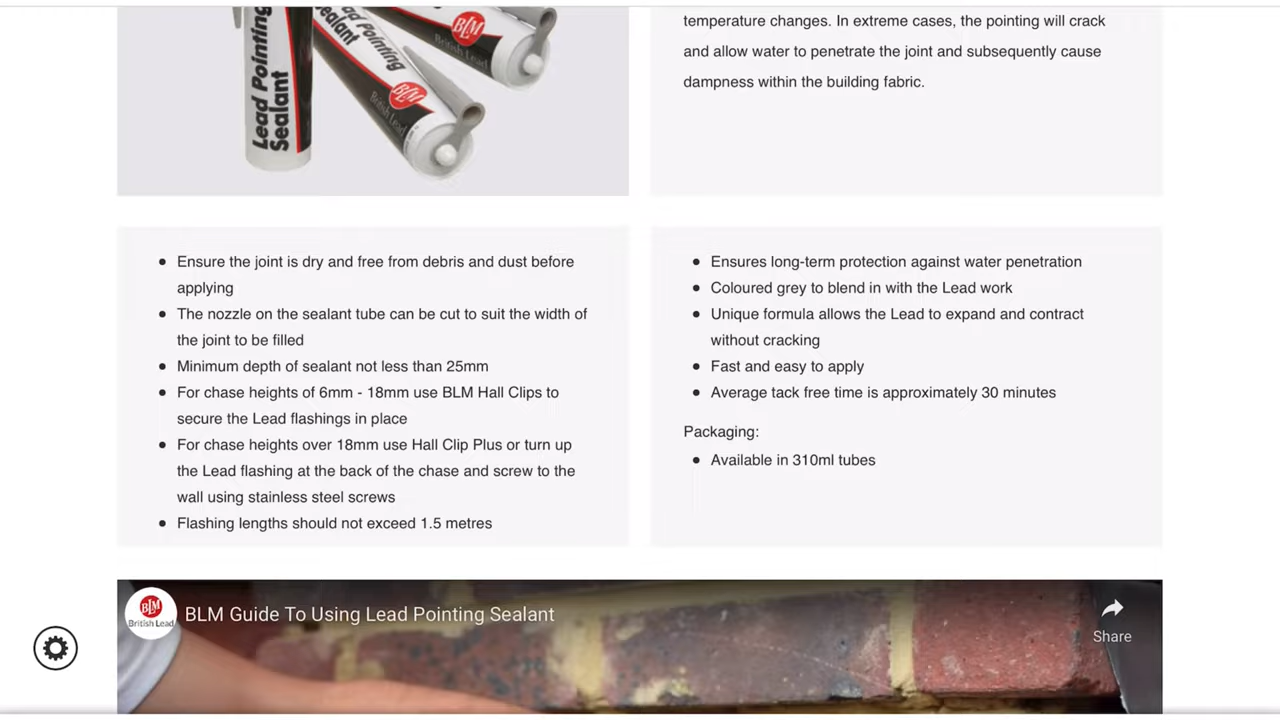 Lead Pointing
Sealant
ad Pointing
ealant
BLM
British Lead
BLM
British Lead
temperature changes. In extreme cases, the pointing will crack
and allow water to penetrate the joint and subsequently cause
dampness within the building fabric.
Ensure the joint is dry and free from debris and dust before
applying
The nozzle on the sealant tube can be cut to suit the width of
the joint to be filled
Minimum depth of sealant not less than 25mm
For chase heights of 6mm - 18mm use BLM Hall Clips to
secure the Lead flashings in place
For chase heights over 18mm use Hall Clip Plus or turn up
the Lead flashing at the back of the chase and screw to the
wall using stainless steel screws
Flashing lengths should not exceed 1.5 metres
Ensures long-term protection against water penetration
Coloured grey to blend in with the Lead work
Unique formula allows the Lead to expand and contract
without cracking
Fast and easy to apply
Average tack free time is approximately 30 minutes
Packaging:
Available in 310ml tubes
BLM
British Lead
BLM Guide To Using Lead Pointing Sealant
Share